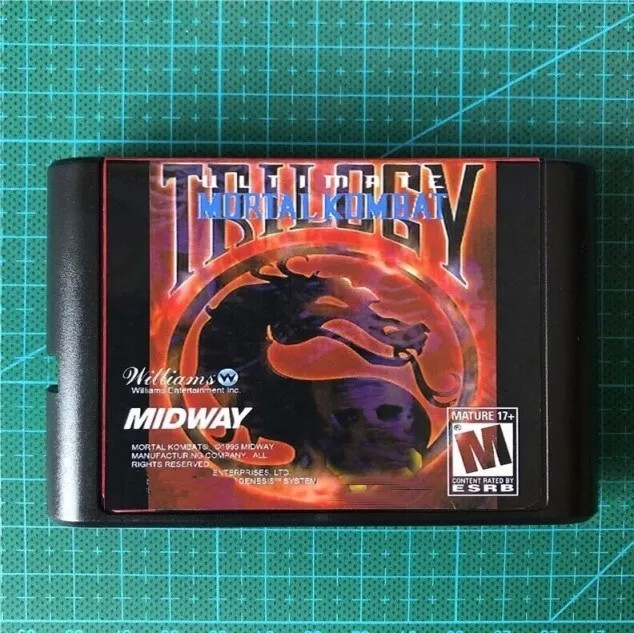 ULTIMATE
TRILOGY
MORTAL KOMBAT
Williams W
Williams Entertainment Inc.
MIDWAY
MORTAL KOMBAT®, ©1995 MIDWAY
MANUFACTURING COMPANY. ALL
RIGHTS RESERVED
ENTERPRISES, LTD.
GENESIS™ SYSTEM
MATURE 17+
M
CONTENT RATED BY
ESRB